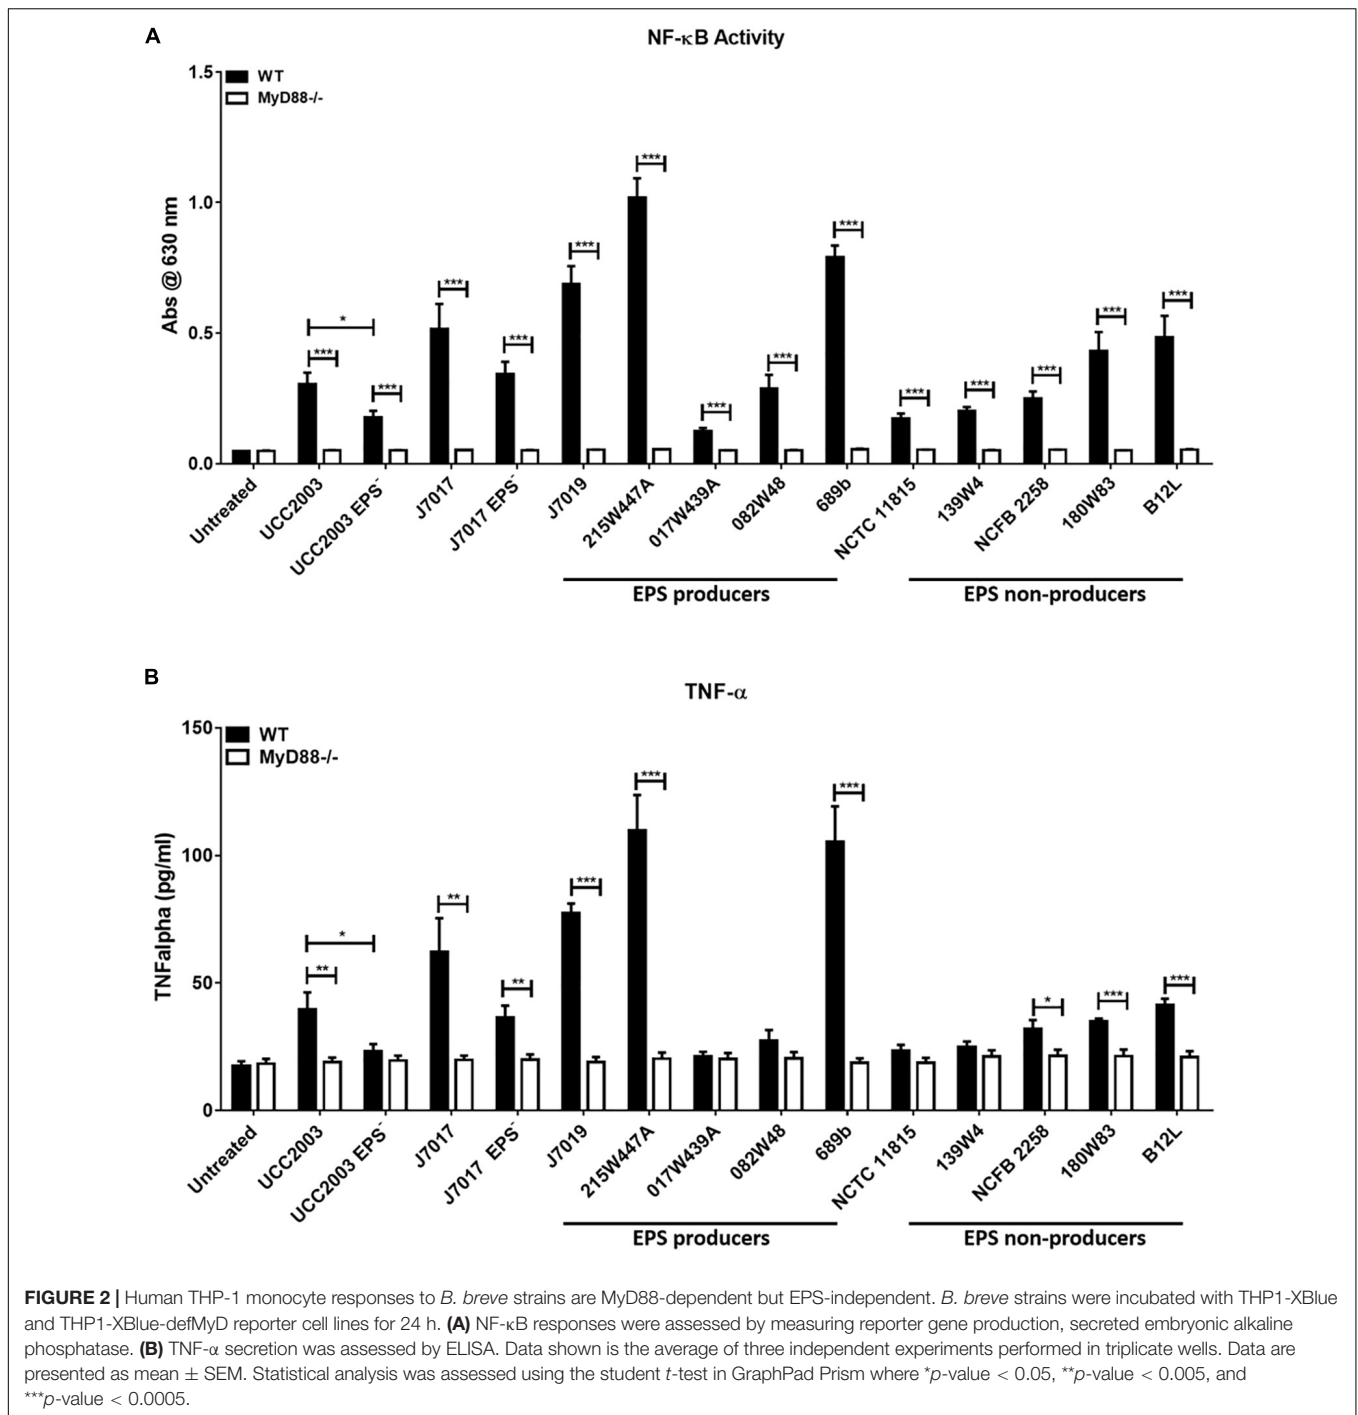 A
NF-κB Activity
WT
MyD88-/-
Abs @ 630 nm
1.5
1.0
0.5
0.0
***
***
***
***
***
***
***
***
***
***
***
***
***
***
*
Untreated
UCC2003
UCC2003 EPS-
J7017
J7017 EPS-
J7019
215W447A
017W439A
082W48
689b
NCTC 11815
139W4
NCFB 2258
180W83
B12L
EPS producers
EPS non-producers
B
TNF-α
WT
MyD88-/-
TNFalpha (pg/ml)
150
100
50
0
*
**
**
**
***
***
***
*
***
***
Untreated
UCC2003
UCC2003 EPS-
J7017
J7017 EPS-
J7019
215W447A
017W439A
082W48
689b
NCTC 11815
139W4
NCFB 2258
180W83
B12L
EPS producers
EPS non-producers
FIGURE 2 | Human THP-1 monocyte responses to B. breve strains are MyD88-dependent but EPS-independent. B. breve strains were incubated with THP1-XBlue
and THP1-XBlue-defMyD reporter cell lines for 24 h. (A) NF-κB responses were assessed by measuring reporter gene production, secreted embryonic alkaline
phosphatase. (B) TNF-α secretion was assessed by ELISA. Data shown is the average of three independent experiments performed in triplicate wells. Data are
presented as mean ± SEM. Statistical analysis was assessed using the student t-test in GraphPad Prism where *p-value < 0.05, **p-value < 0.005, and
***p-value < 0.0005.